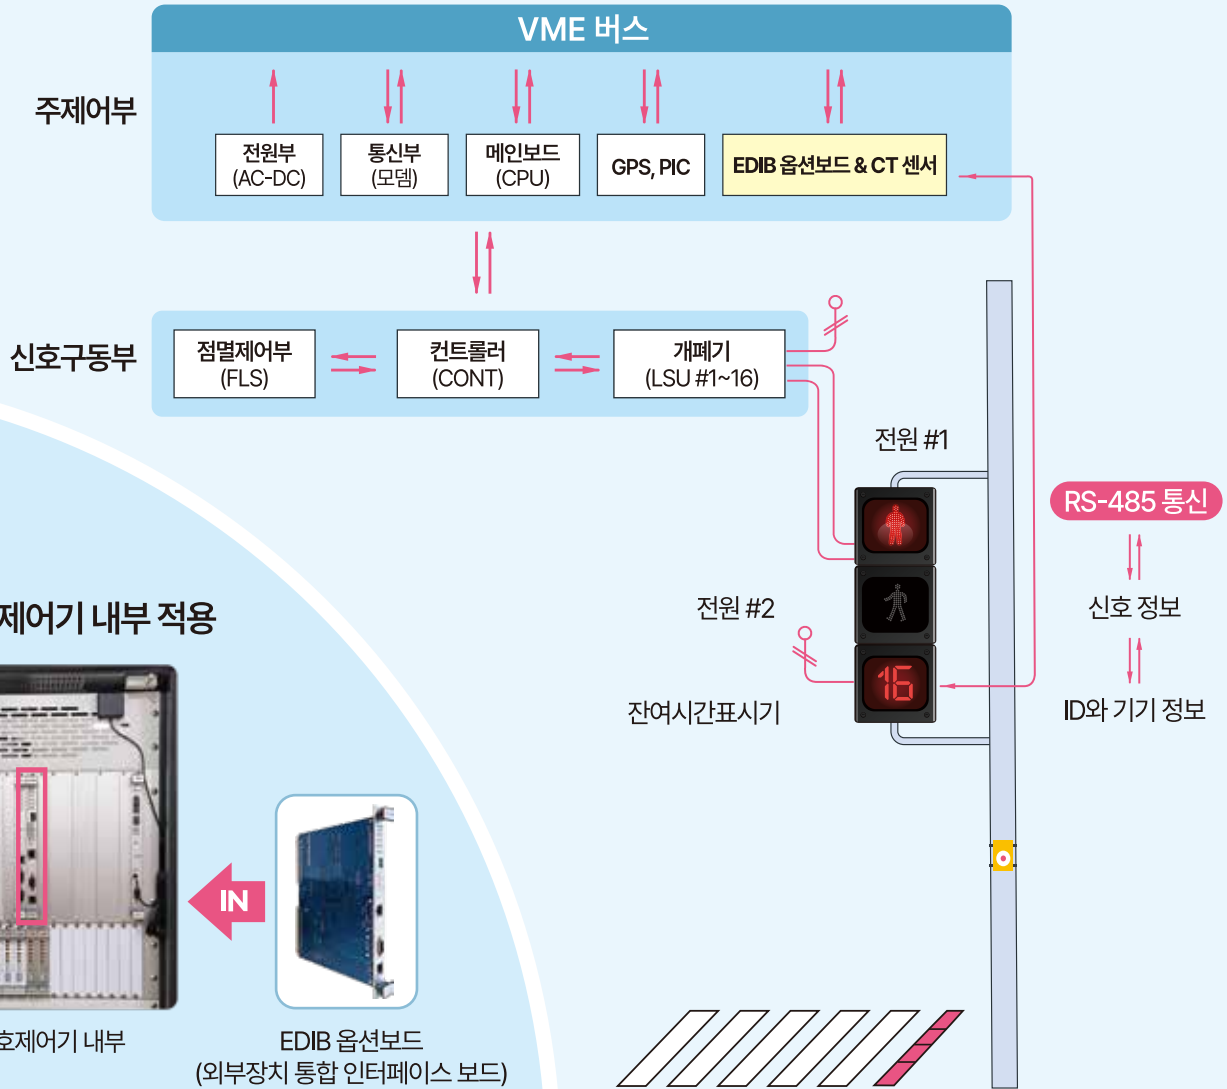 VME 버스
주제어부
전원부
(AC-DC)
통신부
(모뎀)
메인보드
(CPU)
GPS, PIC
EDIB 옵션보드 & CT 센서
신호구동부
점멸제어부
(FLS)
컨트롤러
(CONT)
개폐기
(LSU #1~16)
전원 #1
RS-485 통신
신호 정보
ID와 기기 정보
전원 #2
16
잔여시간표시기
제어기 내부 적용
IN
호제어기 내부
EDIB 옵션보드
(외부장치 통합 인터페이스 보드)